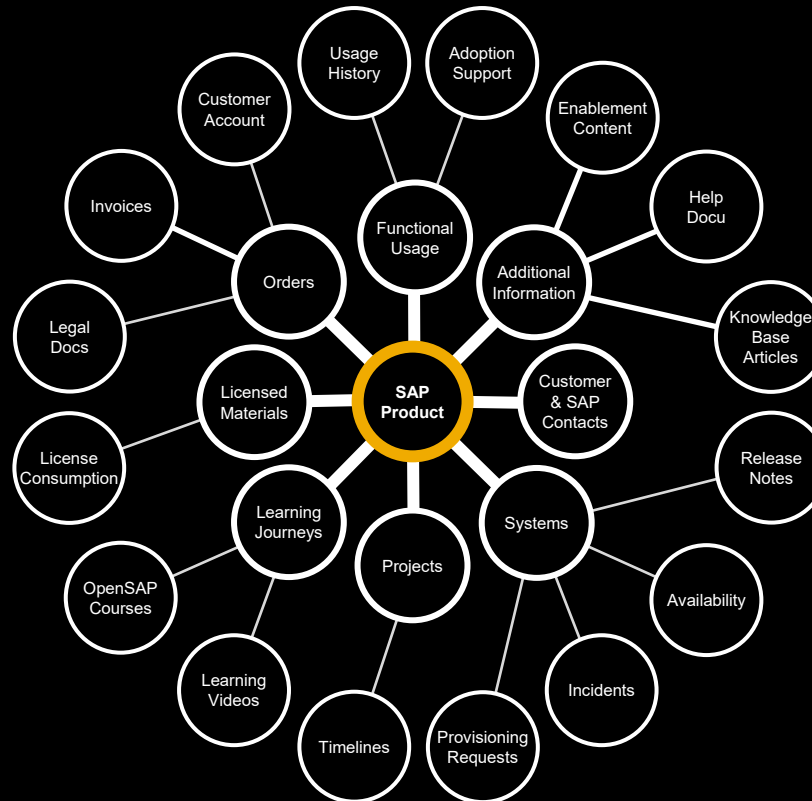 Usage
History
Adoption
Support
Customer
Account
Enablement
Content
Invoices
Help
Docu
Functional
Usage
Orders
Additional
Information
Legal
Docs
Knowledge
Base
Articles
Licensed
Materials
SAP
Product
Customer
& SAP
Contacts
License
Consumption
Release
Notes
Learning
Journeys
Systems
Projects
OpenSAP
Courses
Availability
Learning
Videos
Incidents
Timelines
Provisioning
Requests